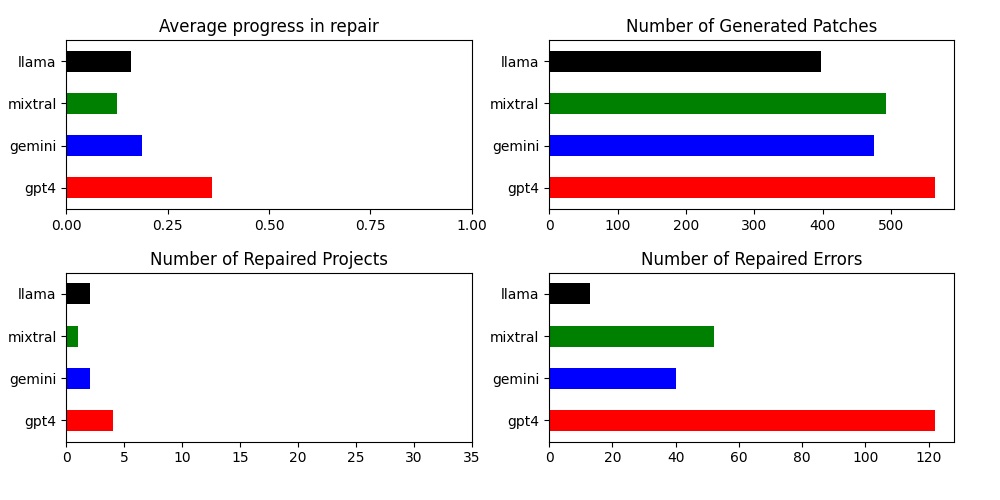 Average progress in repair
llama
mixtral
gemini
gpt4
0.00 0.25 0.50 0.75 1.00
Number of Generated Patches
llama
mixtral
gemini
gpt4
0 100 200 300 400 500
Number of Repaired Projects
llama
mixtral
gemini
gpt4
0 5 10 15 20 25 30 35
Number of Repaired Errors
llama
mixtral
gemini
gpt4
0 20 40 60 80 100 120